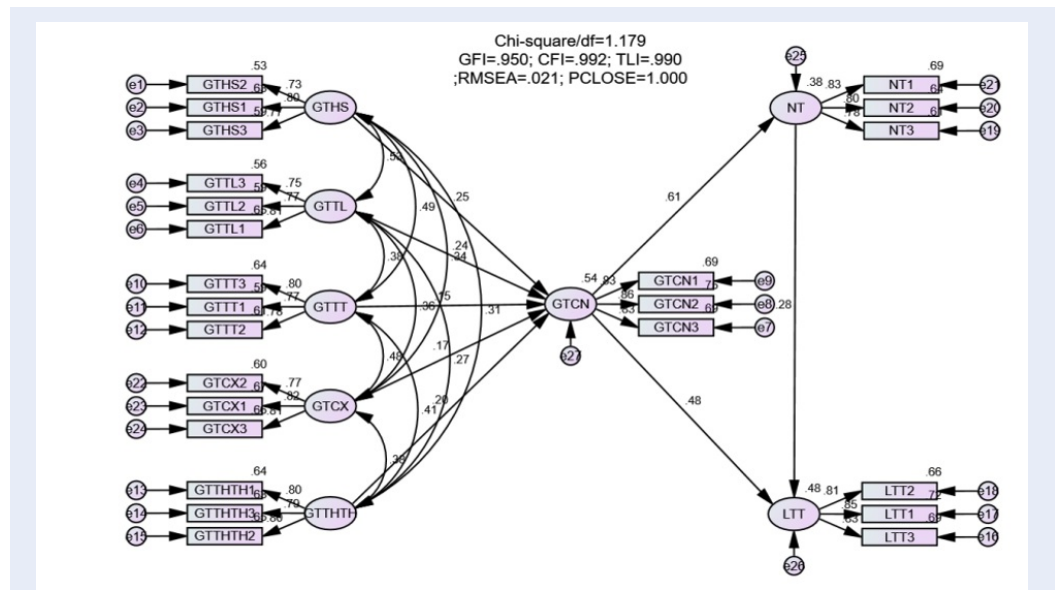 Chi-square/df=1.179
GFI=.950; CFI=.992; TLI=.990
;RMSEA=.021; PCLOSE=1.000
e1 GTHS2 .53 .73
e2 GTHS1 .80 GTHS
e3 GTHS3
e4 GTTL3 .56 .75
e5 GTTL2 .77 GTTL
e6 GTTL1
e10 GTTT3 .64 .80
e11 GTTT1 .77 GTTT
e12 GTTT2
e22 GTCX2 .60 .77
e23 GTCX1 .82 GTCX
e24 GTCX3
e13 GTTHTH1 .64 .80
e14 GTTHTH3 .79 GTTHTH
e15 GTTHTH2
.49
.25
.24
.31
.17
.27
.20
.41
.48
.36
.38
e25
NT .38 .83 NT1 .69 e21
.80 NT2 e20
.78 NT3 e19
.61
GTCN .54 .83 GTCN1 .69 e9
.86 GTCN2 e8
.83 GTCN3 e7
e27
.28
.48
LTT .48 .81 LTT2 .66 e18
.85 LTT1 e17
.83 LTT3 e16
e26